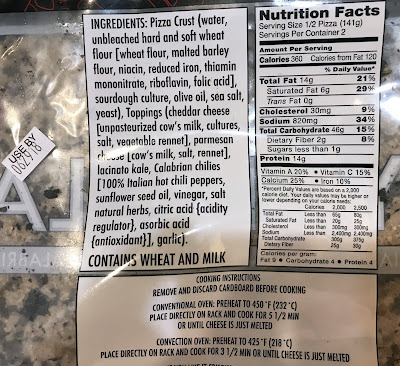 INGREDIENTS: Pizza Crust (water,
unbleached hard and soft wheat
flour [wheat flour, malted barley
flour, niacin, reduced iron, thiamin
mononitrate, riboflavin, folic acid],
sourdough culture, olive oil, sea salt,
yeast), Toppings (cheddar cheese
[unpasteurized cow's milk, cultures,
salt, vegetable rennet], parmesan
cheese [cow's milk, salt, rennet],
lacinato kale, Calabrian chilies
[100% Italian hot chili peppers,
sunflower seed oil, vinegar, salt
natural herbs, citric acid {acidity
regulator}, ascorbic acid
{antioxidant}], garlic).
CONTAINS WHEAT AND MILK
USE BY
Nutrition Facts
Serving Size 1/2 Pizza (141g)
Servings Per Container 2
Amount Per Serving
Calories 360 Calories from Fat 120
% Daily Value*
Total Fat 14g 21%
Saturated Fat 6g 29%
Trans Fat 0g
Cholesterol 30mg 9%
Sodium 820mg 34%
Total Carbohydrate 46g 15%
Dietary Fiber 2g 8%
Sugars less than 1g
Protein 14g
Vitamin A 20% • Vitamin C 15%
Calcium 25% • Iron 10%
*Percent Daily Values are based on a 2,000
calorie diet. Your daily values may be higher or
lower depending on your calorie needs:
Calories 2,000 2,500
Total Fat Less than 65g 80g
Saturated Fat Less than 20g 25g
Cholesterol Less than 300mg 300mg
Sodium Less than 2,400mg 2,400mg
Total Carbohydrate 300g 375g
Dietary Fiber 25g 30g
Calories per gram:
Fat 9 • Carbohydrate 4 • Protein 4
COOKING INSTRUCTIONS
REMOVE AND DISCARD CARDBOARD BEFORE COOKING
CONVENTIONAL OVEN: PREHEAT TO 450 °F (232 °C)
PLACE DIRECTLY ON RACK AND COOK FOR 5 1/2 MIN
OR UNTIL CHEESE IS JUST MELTED
CONVECTION OVEN: PREHEAT TO 425 °F (218 °C)
PLACE DIRECTLY ON RACK AND COOK FOR 3 1/2 MIN OR UNTIL CHEESE IS JUST MELTED